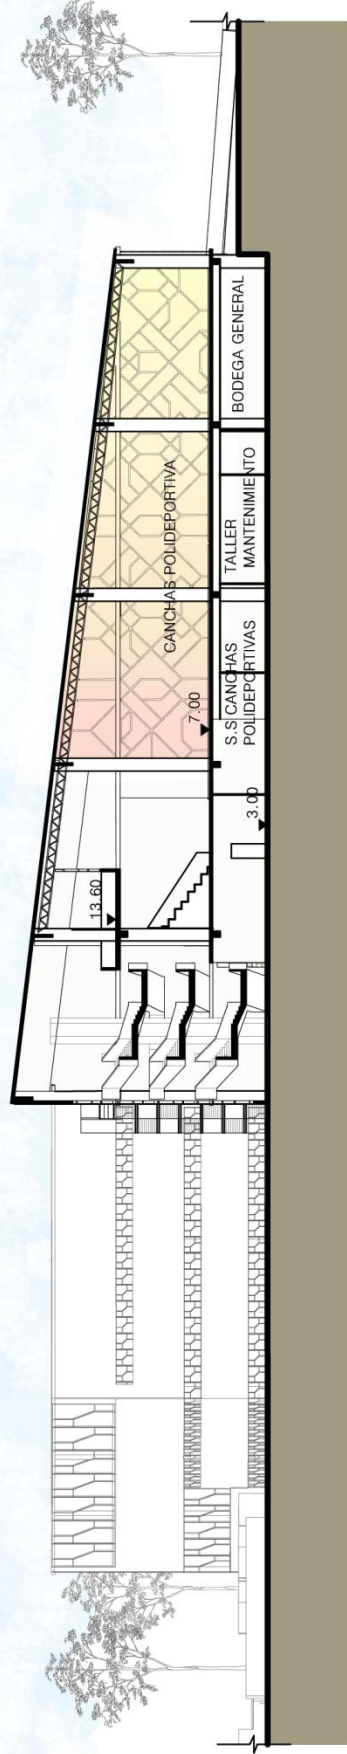 13.60
CANCHAS POLIDEPORTIVA
7.00
3.00
S.S CANCHAS
POLIDEPORTIVAS
TALLER
MANTENIMIENTO
BODEGA GENERAL